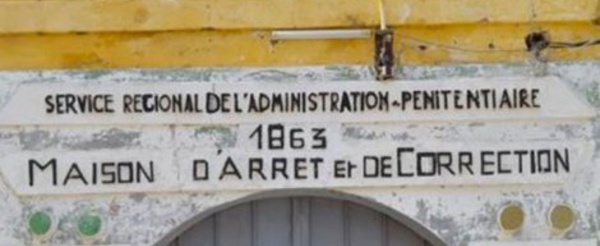 SERVICE REGIONAL DE L'ADMINISTRATION-PENITENTIAIRE
1863
MAISON D'ARRET ET DE CORRECTION